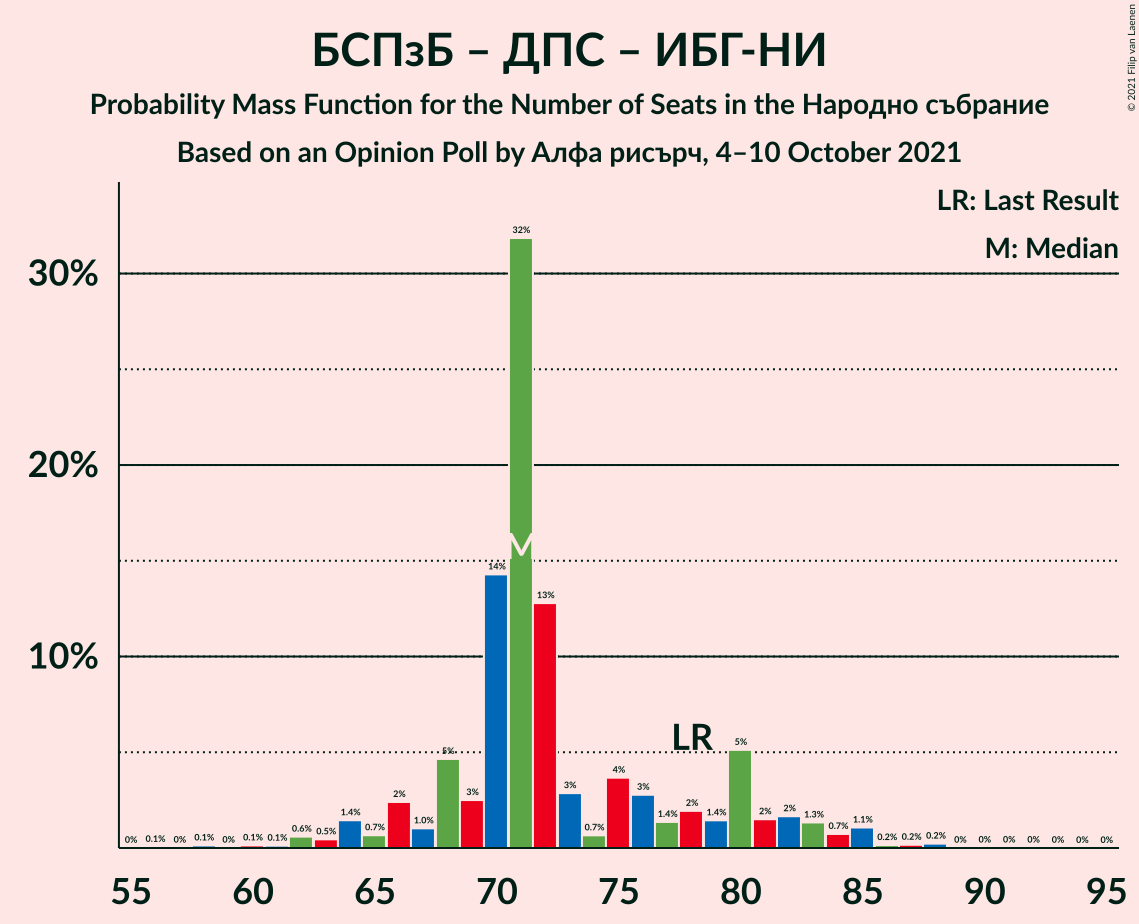 БСПзБ – ДПС – ИБГ-НИ
Probability Mass Function for the Number of Seats in the Народно събрание
Based on an Opinion Poll by Алфа рисърч, 4–10 October 2021
© 2021 Filip van Laenen
LR: Last Result
M: Median
30%
20%
10%
0% 0.1% 0% 0.1% 0% 0.1% 0.1% 0.6% 0.5% 1.4% 0.7% 2% 1.0% 5% 3% 14% 32% 13% 3% 0.7% 4% 3% 1.4% 2% 1.4% 5% 2% 2% 1.3% 0.7% 1.1% 0.2% 0.2% 0.2% 0% 0% 0% 0% 0% 0% 0%
M
LR
55 60 65 70 75 80 85 90 95